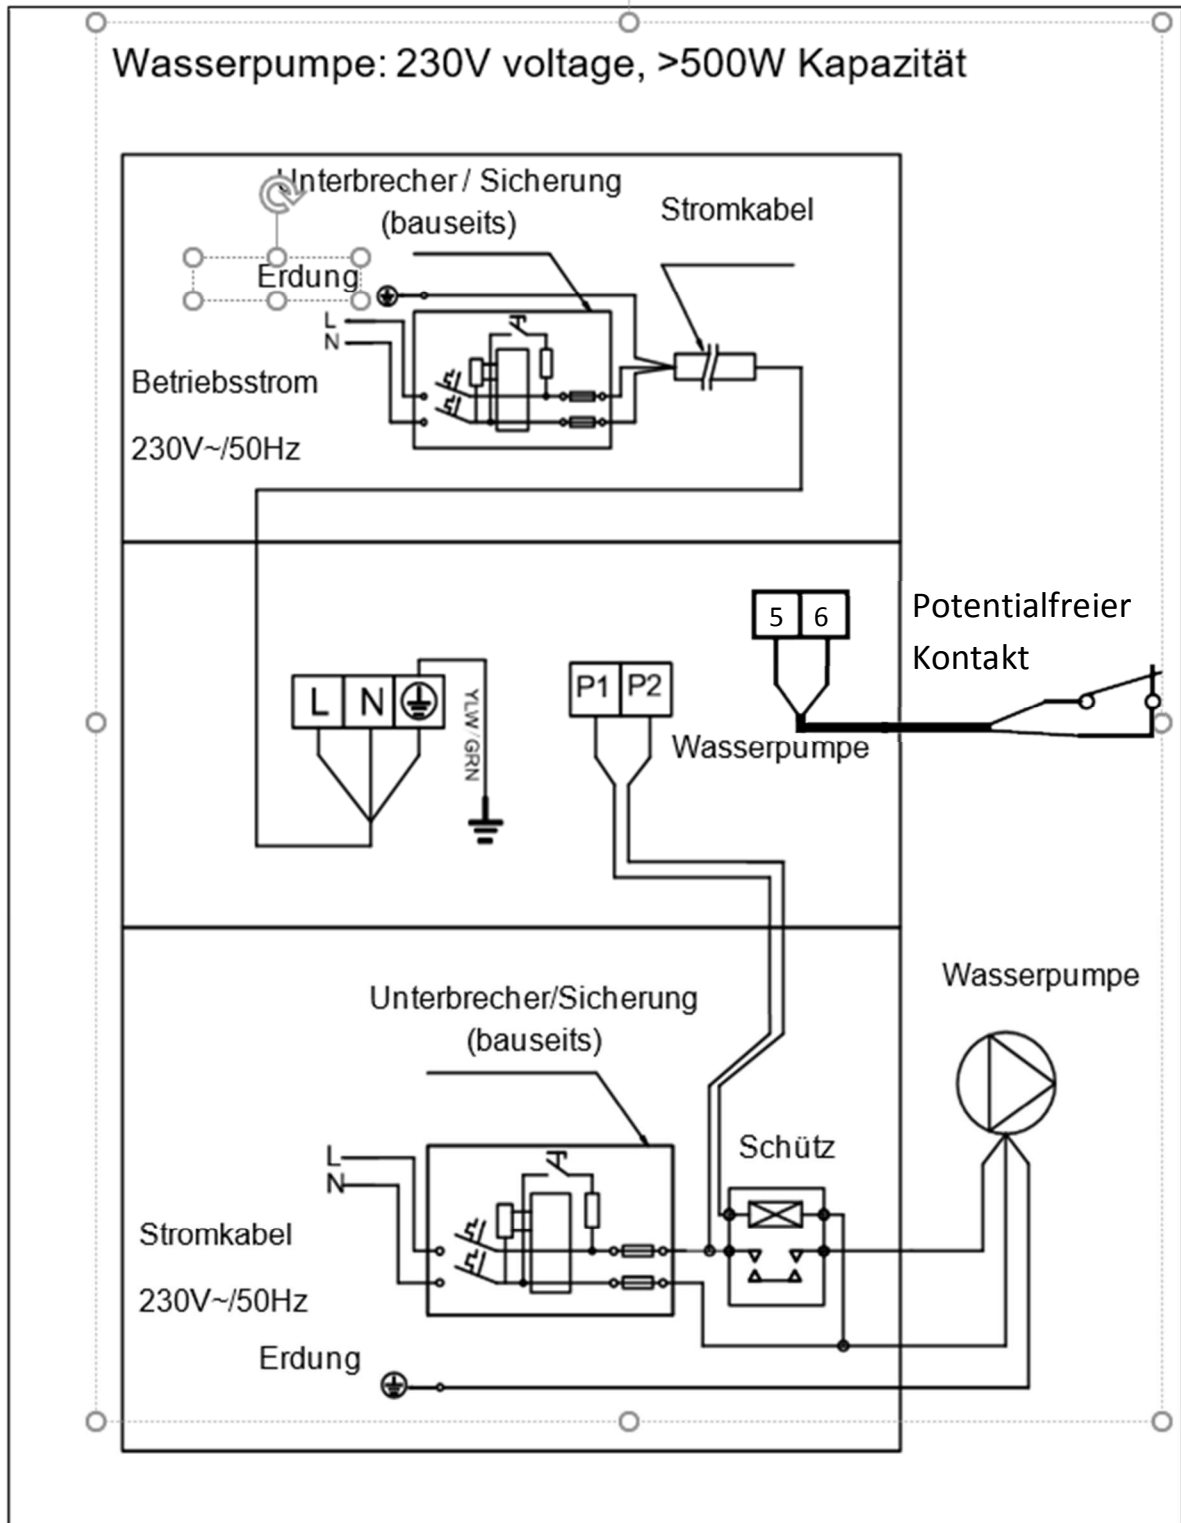 Wasserpumpe: 230V voltage, >500W Kapazität
Unterbrecher / Sicherung
(bauseits)
Stromkabel
Erdung
L
N
Betriebsstrom
230V~/50Hz
5 6
Potentialfreier
Kontakt
L N
YLW/GRN
P1 P2
Wasserpumpe
Wasserpumpe
Unterbrecher/Sicherung
(bauseits)
Schütz
L
N
Stromkabel
230V~/50Hz
Erdung